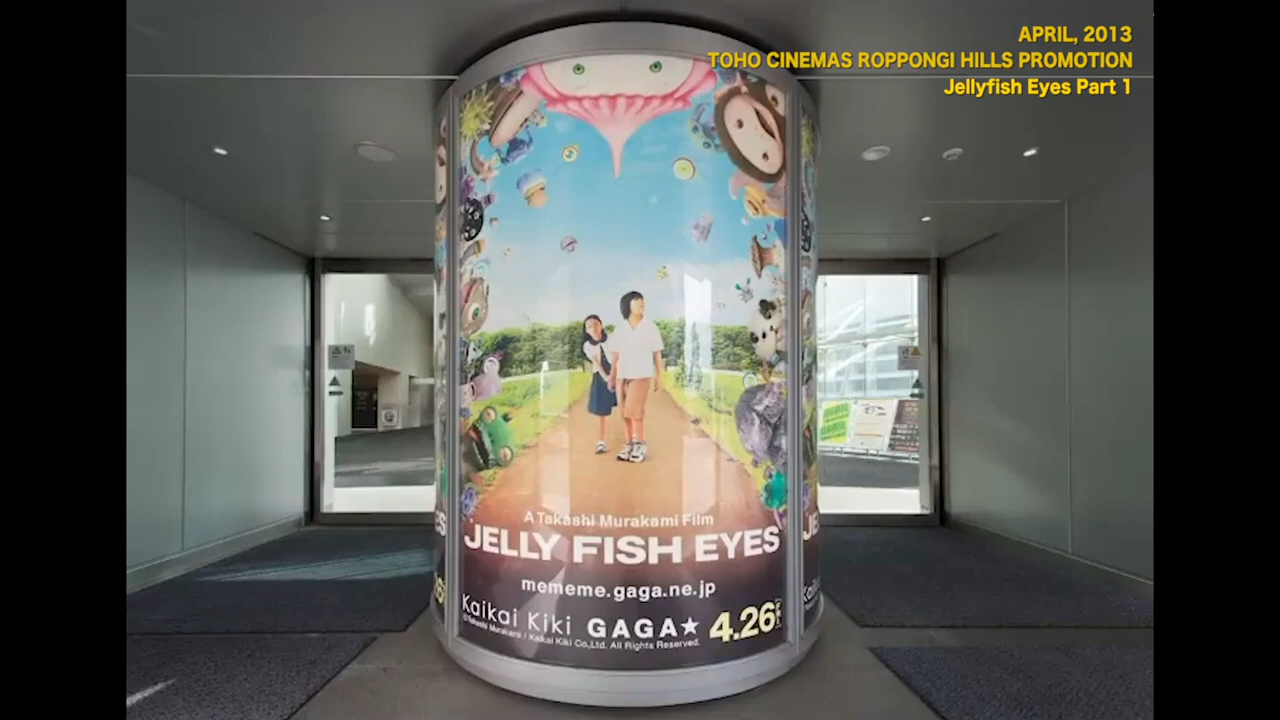 APRIL, 2013
TOHO CINEMAS ROPPONGI HILLS PROMOTION
Jellyfish Eyes Part 1
A Takashi Murakami Film
JELLY FISH EYES
mememe.gaga.ne.jp
Kaikai Kiki GAGA★ 4.26
©Takashi Murakami / Kaikai Kiki Co.,Ltd. All Rights Reserved.